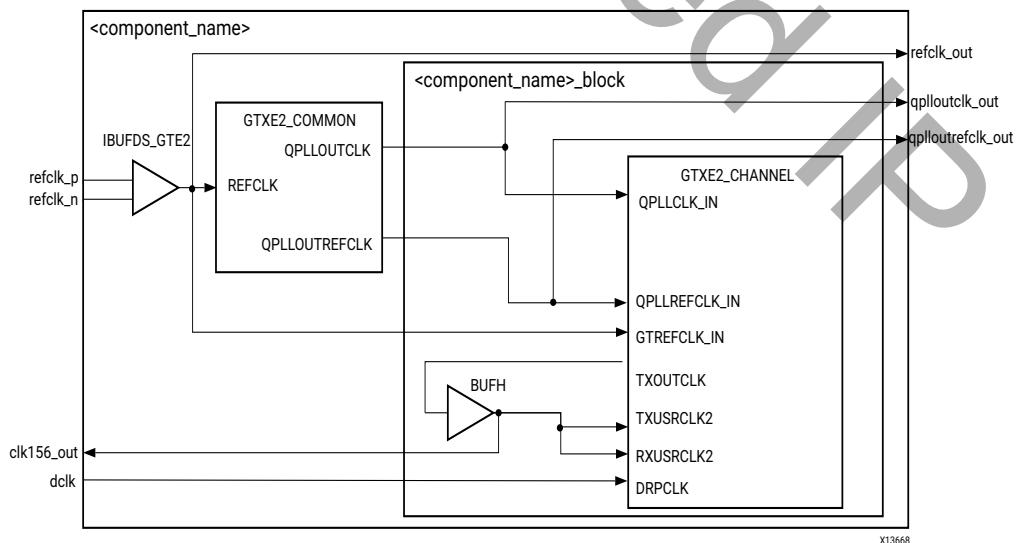 <component_name>
refclk_out
<component_name>_block
qplloutclk_out
GTXE2_COMMON
IBUFDS_GTE2
QPLLOUTCLK
qplloutrefclk_out
refclk_p
REFCLK
GTXE2_CHANNEL
refclk_n
QPLLCLK_IN
QPLLOUTREFCLK
QPLLREFCLK_IN
GTREFCLK_IN
TXOUTCLK
BUFH
TXUSRCLK2
clk156_out
RXUSRCLK2
dclk
DRPCLK
X13668
IP